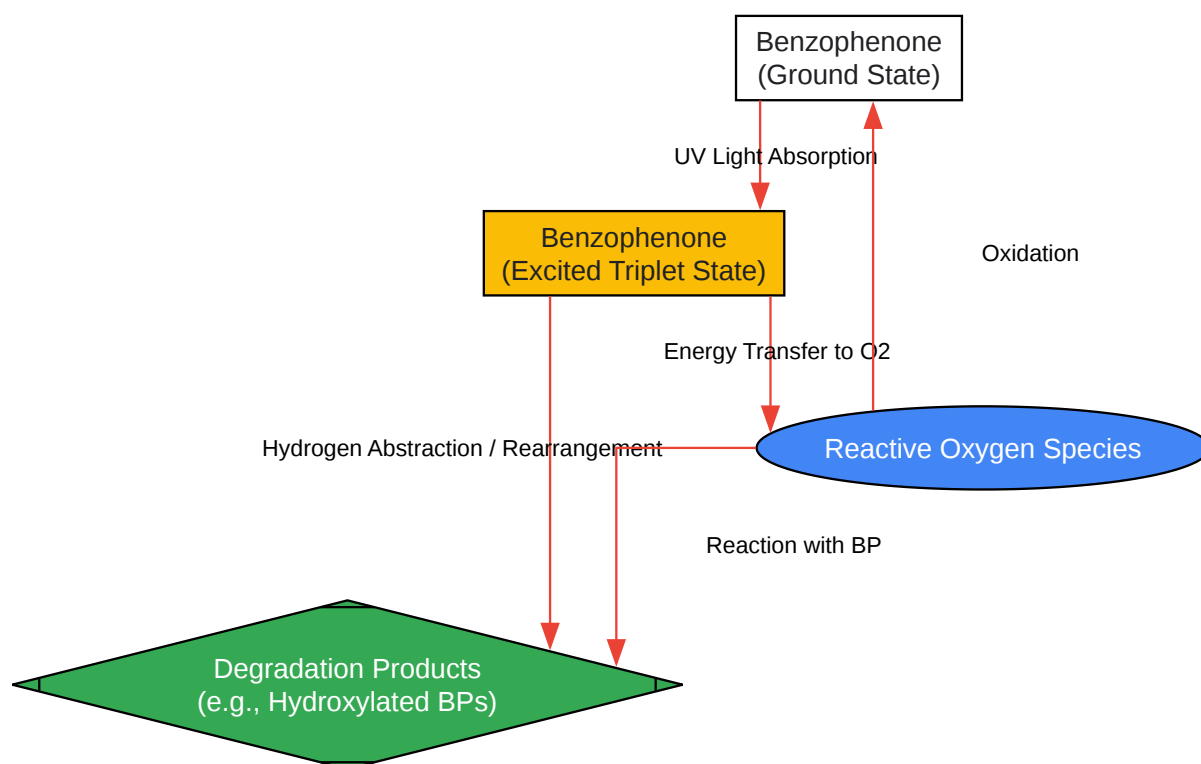 Benzophenone
(Ground State)
UV Light Absorption
Benzophenone
(Excited Triplet State)
Oxidation
Energy Transfer to O2
Hydrogen Abstraction / Rearrangement
Reactive Oxygen Species
Reaction with BP
Degradation Products
(e.g., Hydroxylated BPs)